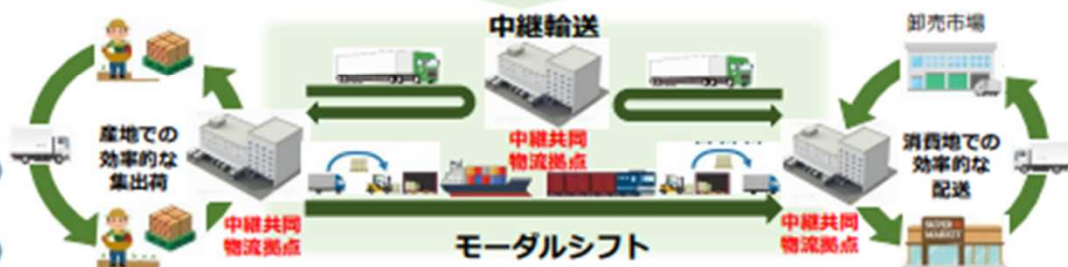 中継輸送
卸売市場
産地での
効率的な
集出荷
中継共同
物流拠点
消費地での
効率的な
配送
中継共同
物流拠点
モーダルシフト
中継共同
物流拠点
SUPER
MARKET